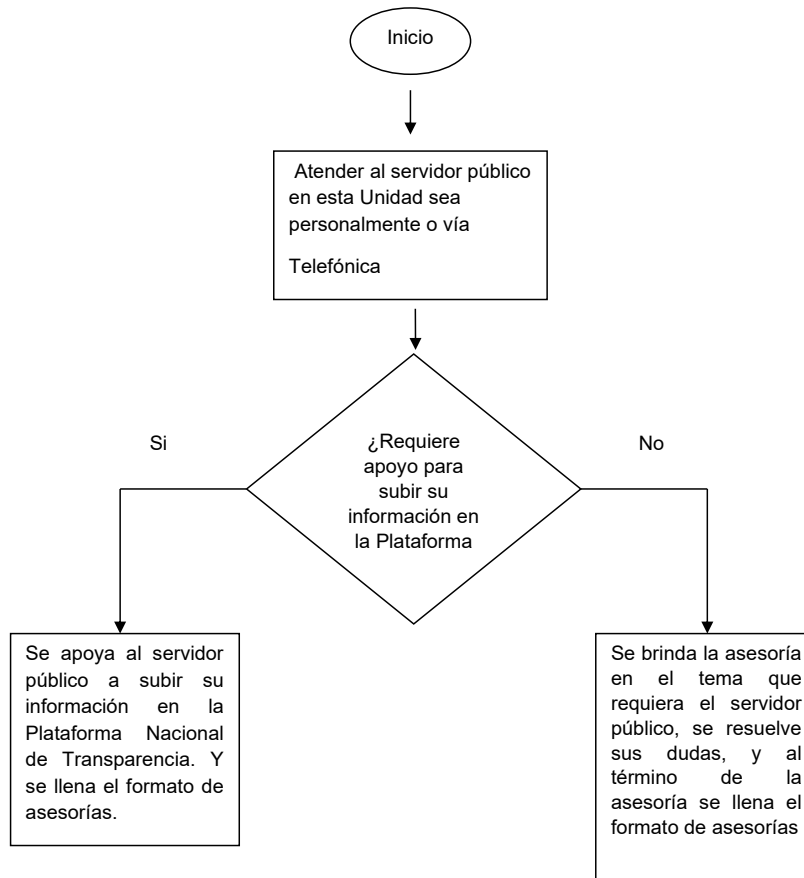 Inicio
Atender al servidor público
en esta Unidad sea
personalmente o vía
Telefónica
Si
¿Requiere
apoyo para
subir su
información en
la Plataforma
No
Se apoya al servidor
público a subir su
información en la
Plataforma Nacional
de Transparencia. Y
se llena el formato de
asesorías.
Se brinda la asesoría
en el tema que
requiera el servidor
público, se resuelve
sus dudas, y al
término de la
asesoría se llena el
formato de asesorías